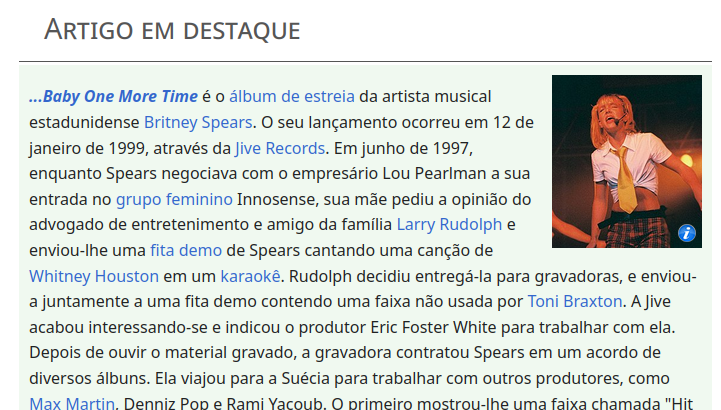 Artigo em destaque
...Baby One More Time é o álbum de estreia da artista musical
estadunidense Britney Spears. O seu lançamento ocorreu em 12 de
janeiro de 1999, através da Jive Records. Em junho de 1997,
enquanto Spears negociava com o empresário Lou Pearlman a sua
entrada no grupo feminino Innosense, sua mãe pediu a opinião do
advogado de entretenimento e amigo da família Larry Rudolph e
enviou-lhe uma fita demo de Spears cantando uma canção de
Whitney Houston em um karaokê. Rudolph decidiu entregá-la para gravadoras, e enviou-
a juntamente a uma fita demo contendo uma faixa não usada por Toni Braxton. A Jive
acabou interessando-se e indicou o produtor Eric Foster White para trabalhar com ela.
Depois de ouvir o material gravado, a gravadora contratou Spears em um acordo de
diversos álbuns. Ela viajou para a Suécia para trabalhar com outros produtores, como
Max Martin, Denniz Pop e Rami Yacoub. O primeiro mostrou-lhe uma faixa chamada "Hit